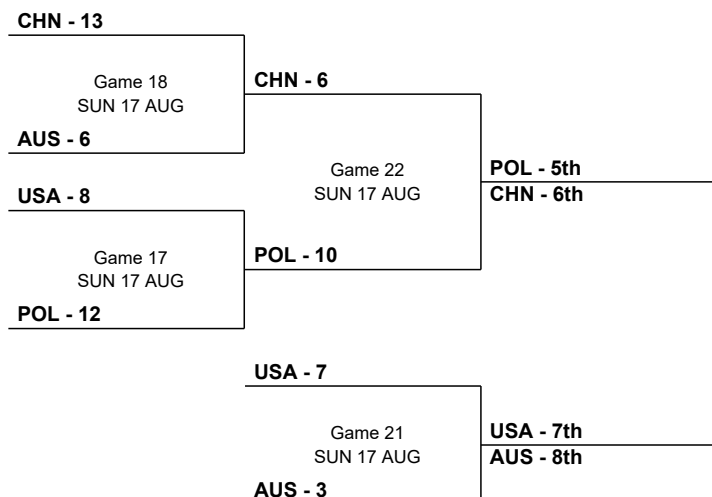 CHN - 13
Game 18
SUN 17 AUG
CHN - 6
AUS - 6
Game 22
SUN 17 AUG
POL - 5th
CHN - 6th
USA - 8
Game 17
SUN 17 AUG
POL - 10
POL - 12
USA - 7
Game 21
SUN 17 AUG
USA - 7th
AUS - 8th
AUS - 3